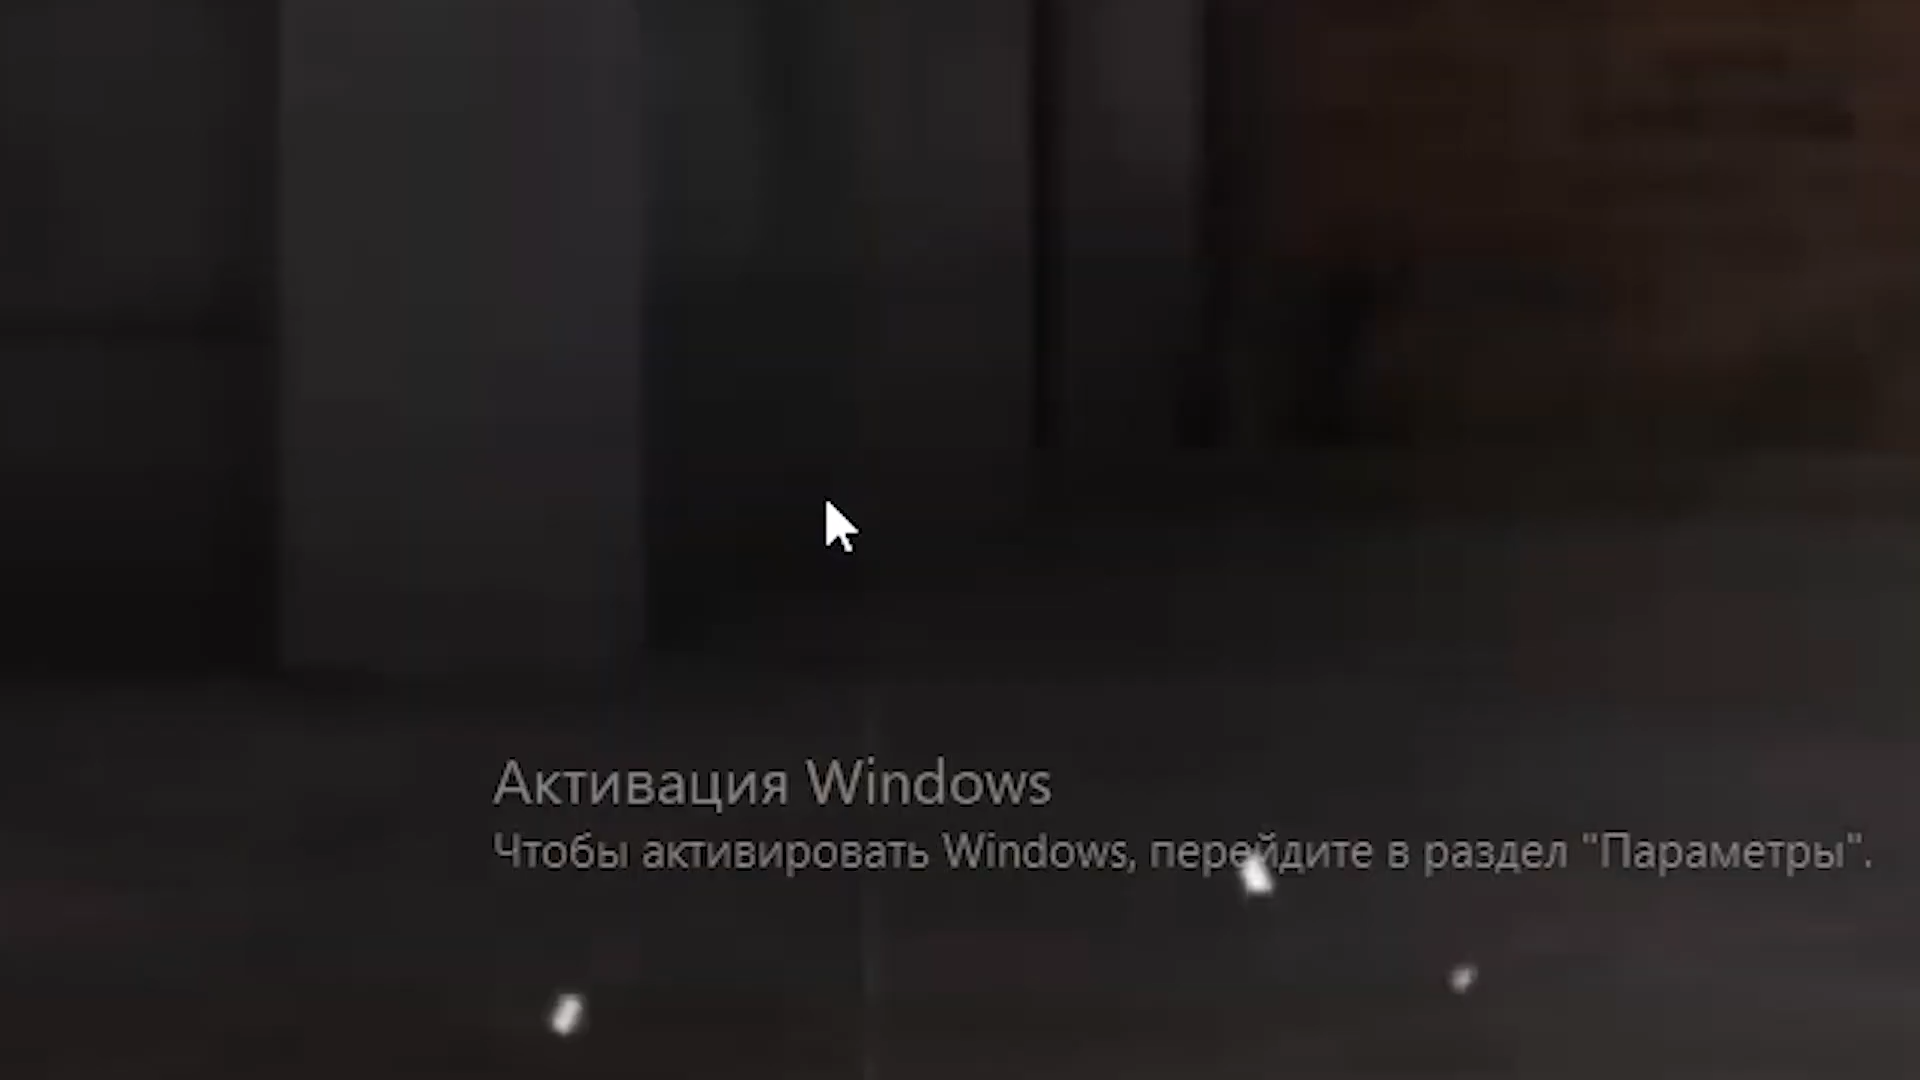 Активация Windows
Чтобы активировать Windows, перейдите в раздел "Параметры".